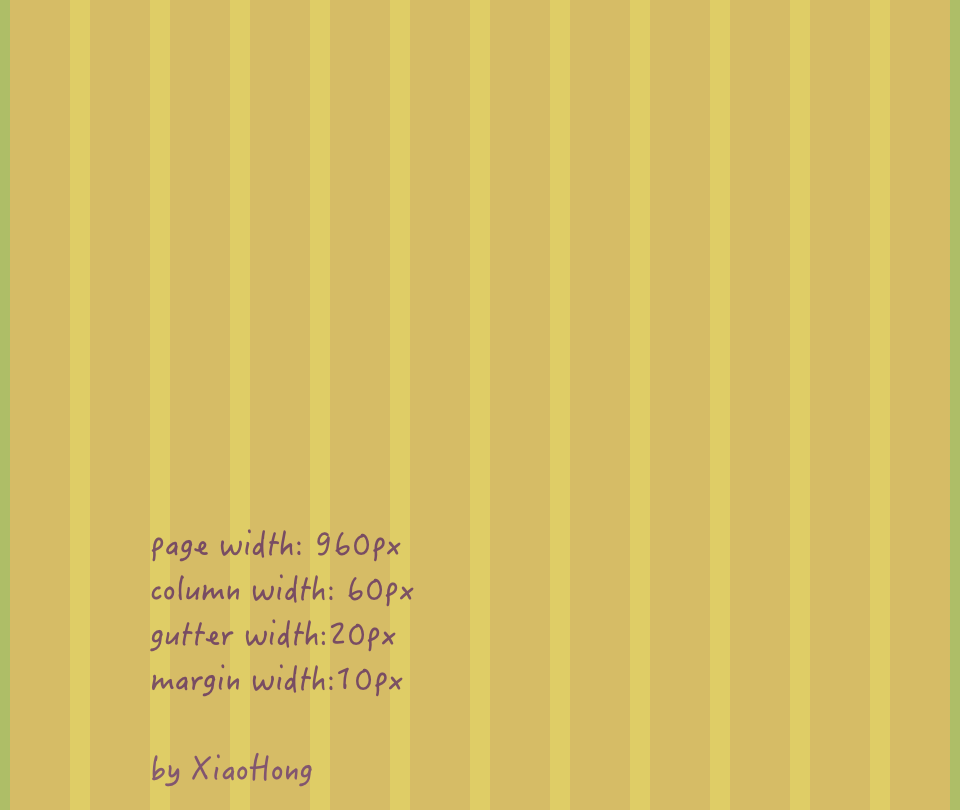 page width: 960px
column width: 60px
gutter width:20px
margin width:10px
by XiaoHong